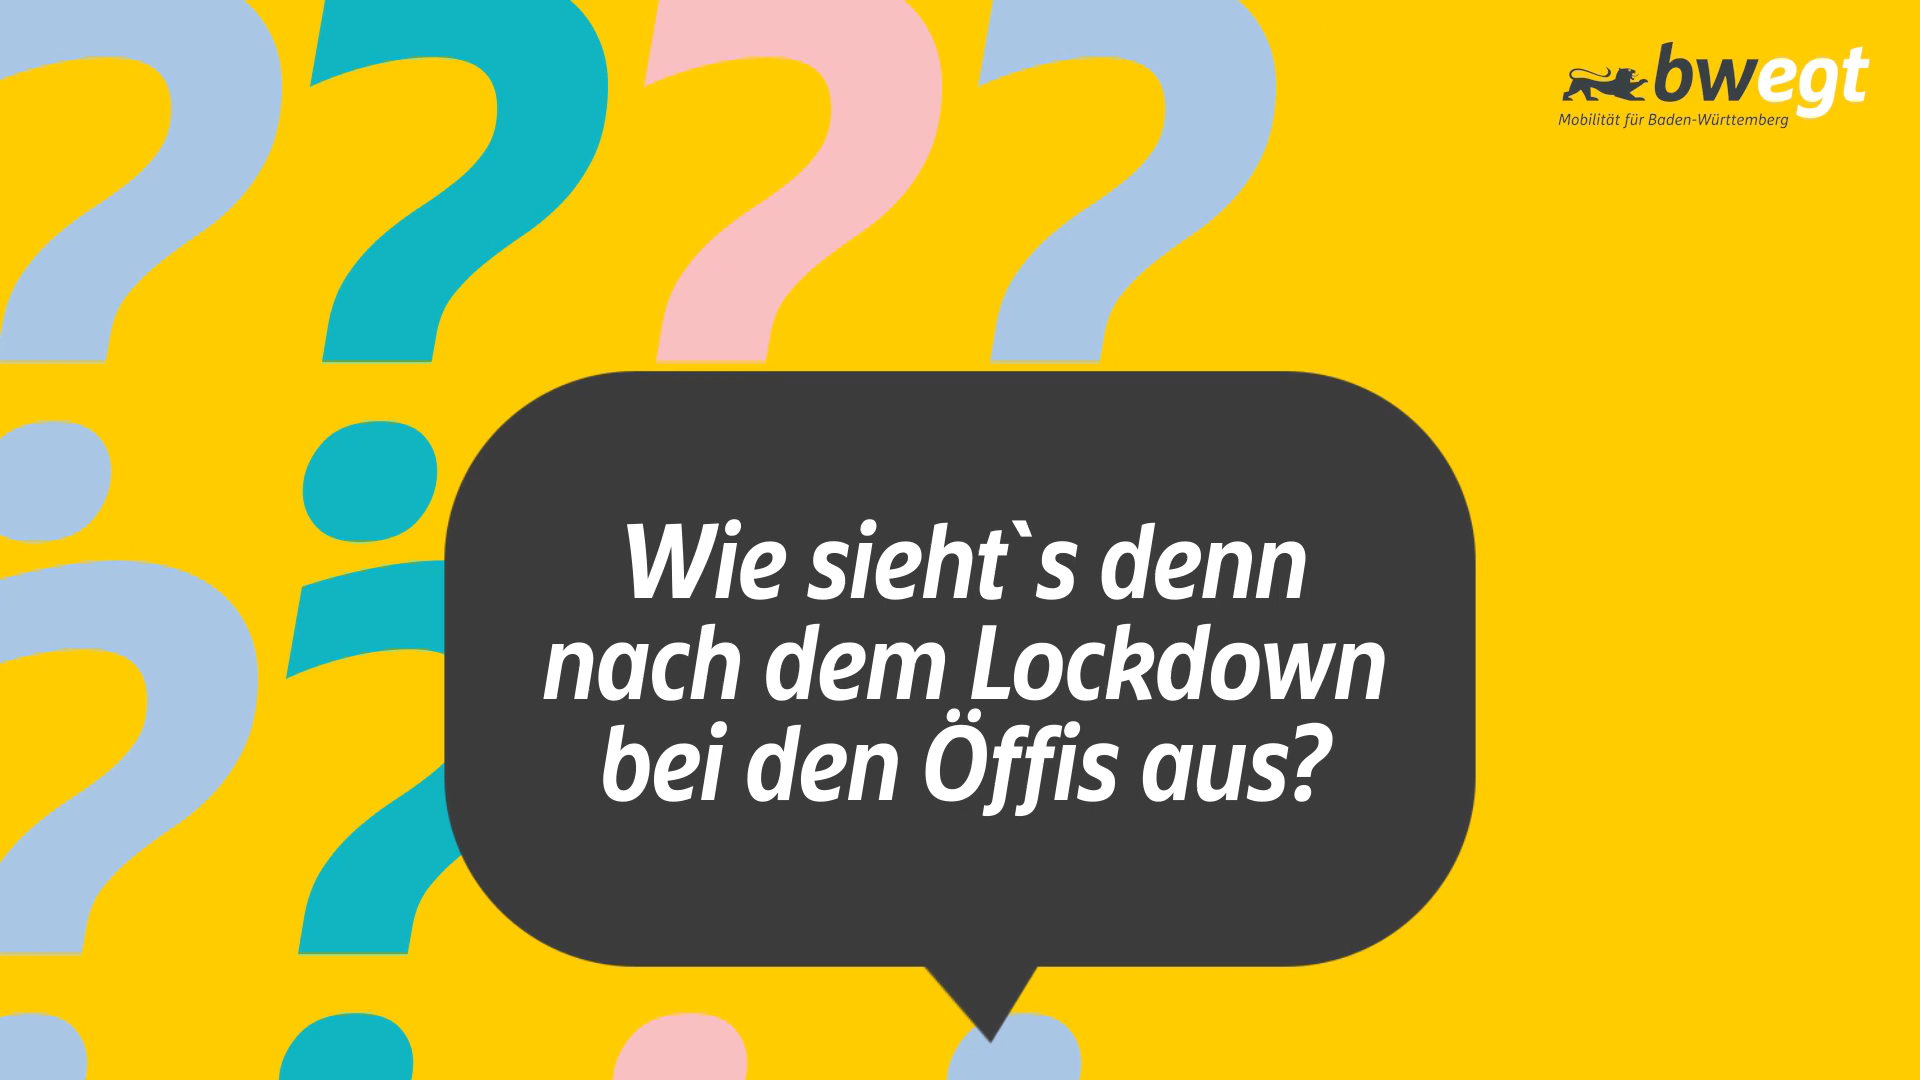 bwegt
Mobilität für Baden-Württemberg
Wie sieht`s denn
nach dem Lockdown
bei den Öffis aus?